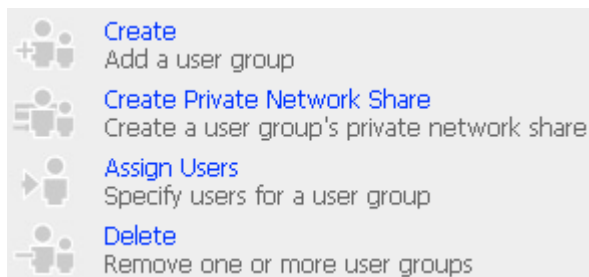 Create
Add a user group
Create Private Network Share
Create a user group's private network share
Assign Users
Specify users for a user group
Delete
Remove one or more user groups